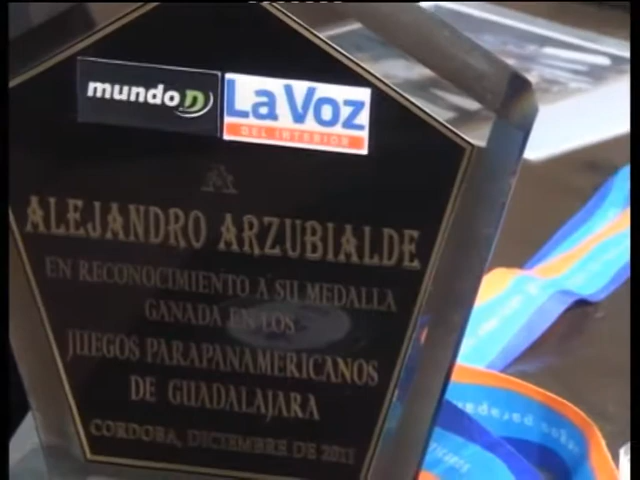 mundo D
La Voz
DEL INTERIOR
ALEJANDRO ARZUBIALDE
EN RECONOCIMIENTO A SU MEDALLA
GANADA EN LOS
JUEGOS PARAPANAMERICANOS
DE GUADALAJARA
CORDOBA, DICIEMBRE DE 2011